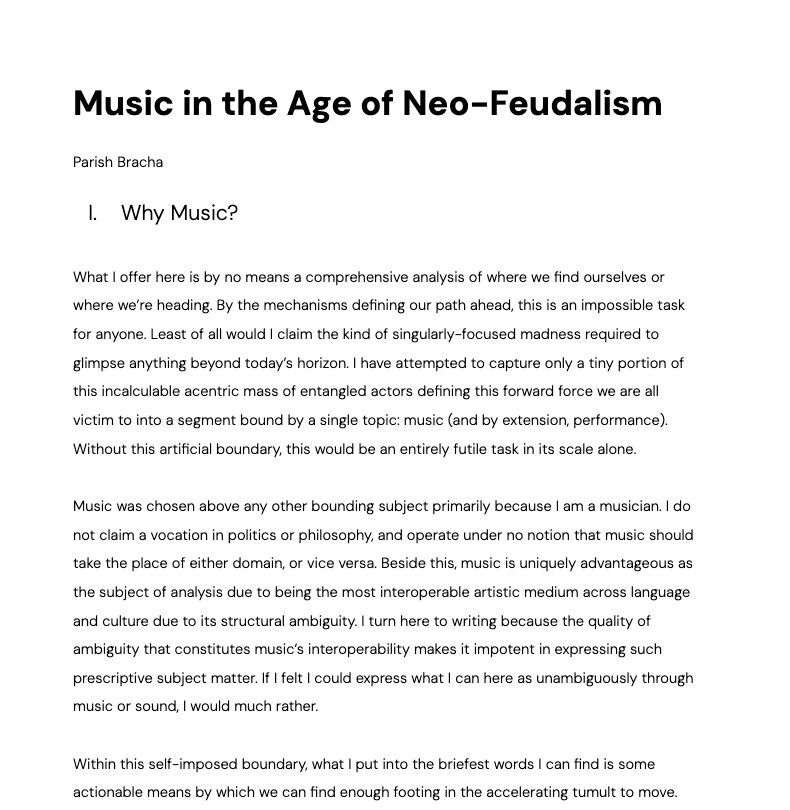 Music in the Age of Neo-Feudalism
Parish Bracha
I. Why Music?
What I offer here is by no means a comprehensive analysis of where we find ourselves or
where we’re heading. By the mechanisms defining our path ahead, this is an impossible task
for anyone. Least of all would I claim the kind of singularly-focused madness required to
glimpse anything beyond today’s horizon. I have attempted to capture only a tiny portion of
this incalculable acentric mass of entangled actors defining this forward force we are all
victim to into a segment bound by a single topic: music (and by extension, performance).
Without this artificial boundary, this would be an entirely futile task in its scale alone.
Music was chosen above any other bounding subject primarily because I am a musician. I do
not claim a vocation in politics or philosophy, and operate under no notion that music should
take the place of either domain, or vice versa. Beside this, music is uniquely advantageous as
the subject of analysis due to being the most interoperable artistic medium across language
and culture due to its structural ambiguity. I turn here to writing because the quality of
ambiguity that constitutes music’s interoperability makes it impotent in expressing such
prescriptive subject matter. If I felt I could express what I can here as unambiguously through
music or sound, I would much rather.
Within this self-imposed boundary, what I put into the briefest words I can find is some
actionable means by which we can find enough footing in the accelerating tumult to move.